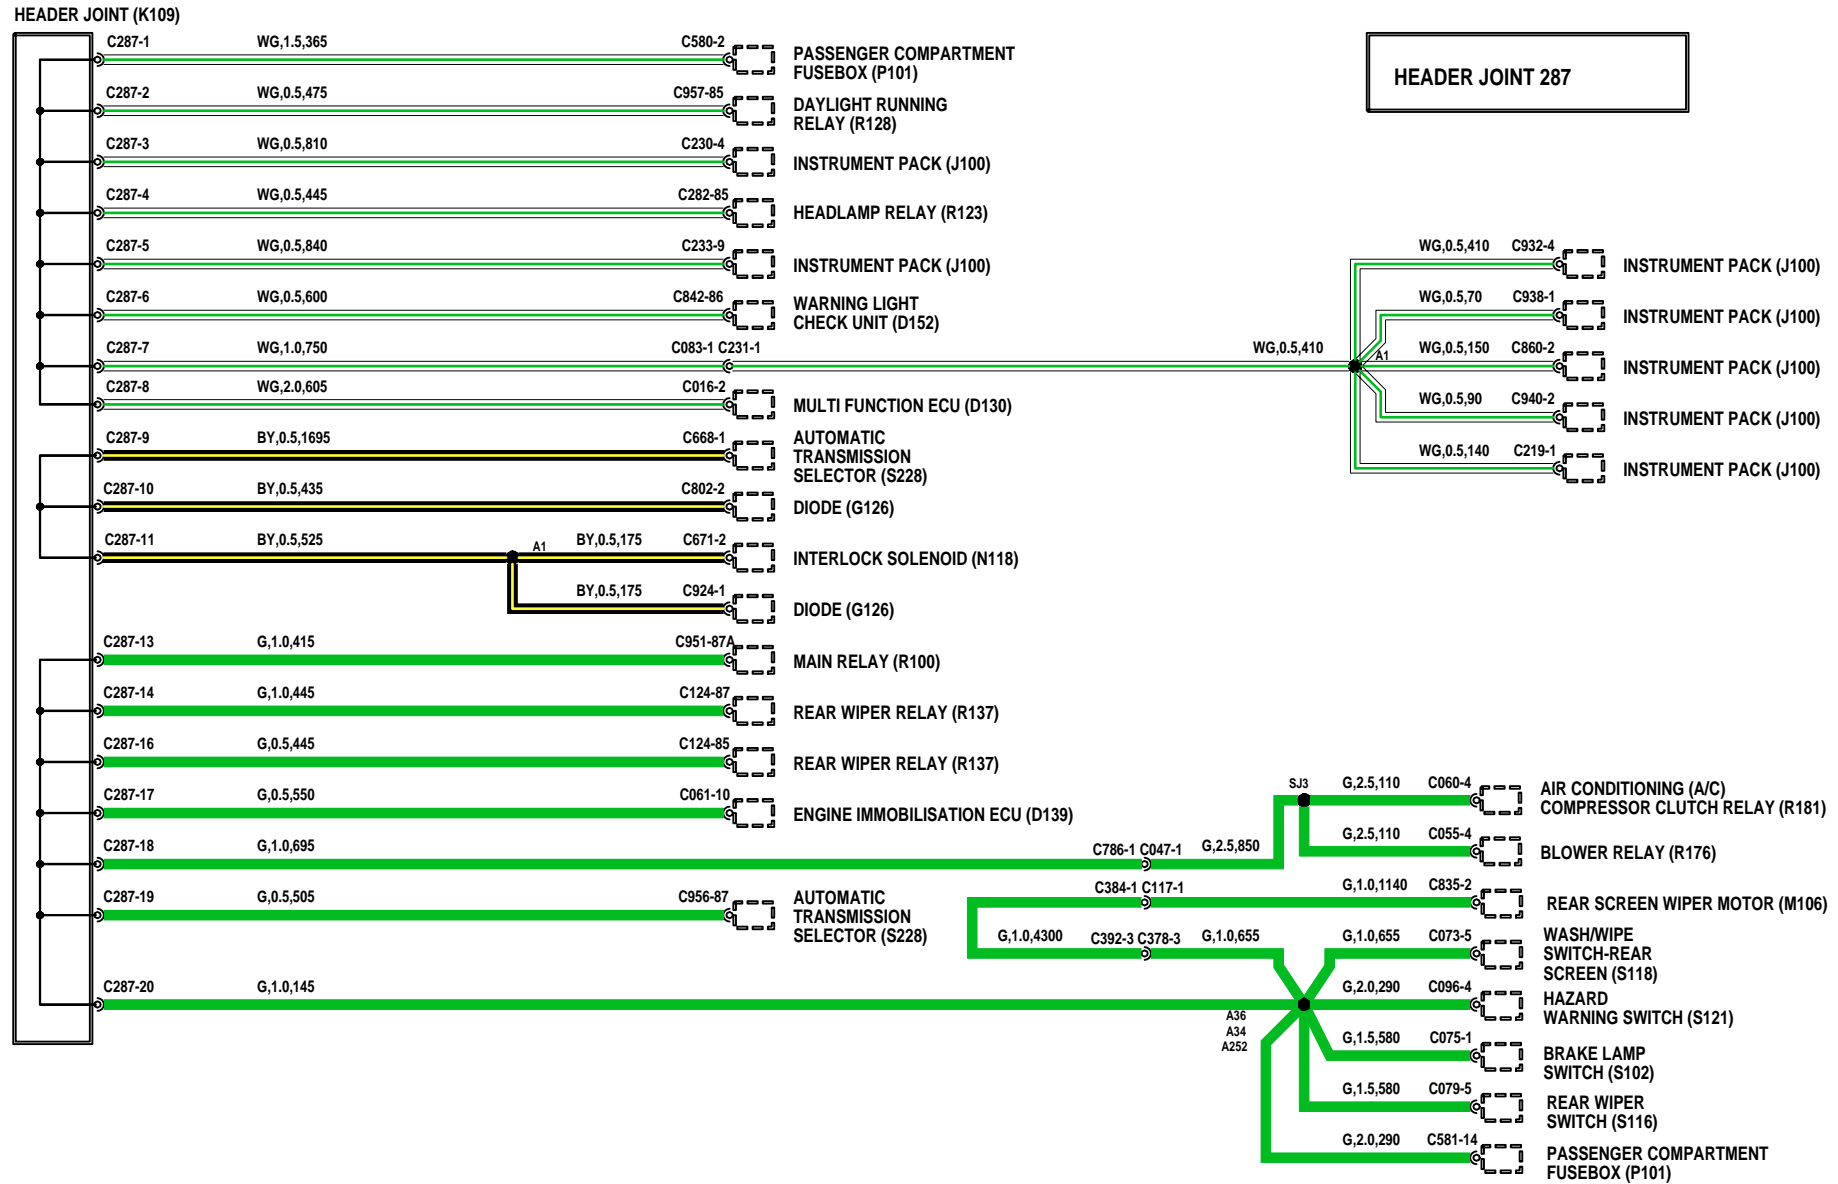 HEADER JOINT (K109)
HEADER JOINT 287
C287-1 WG,1.5,365 C580-2
PASSENGER COMPARTMENT
FUSEBOX (P101)
C287-2 WG,0.5,475 C957-85
DAYLIGHT RUNNING
RELAY (R128)
C287-3 WG,0.5,810 C230-4
INSTRUMENT PACK (J100)
C287-4 WG,0.5,445 C282-85
HEADLAMP RELAY (R123)
C287-5 WG,0.5,840 C233-9
INSTRUMENT PACK (J100)
WG,0.5,410 C932-4
INSTRUMENT PACK (J100)
C287-6 WG,0.5,600 C842-86
WARNING LIGHT
CHECK UNIT (D152)
WG,0.5,70 C938-1
INSTRUMENT PACK (J100)
C287-7 WG,1.0,750 C083-1 C231-1 WG,0.5,410 A1 WG,0.5,150 C860-2
INSTRUMENT PACK (J100)
C287-8 WG,2.0,605 C016-2
MULTI FUNCTION ECU (D130)
WG,0.5,90 C940-2
INSTRUMENT PACK (J100)
C287-9 BY,0.5,1695 C668-1
AUTOMATIC
TRANSMISSION
SELECTOR (S228)
WG,0.5,140 C219-1
INSTRUMENT PACK (J100)
C287-10 BY,0.5,435 C802-2
DIODE (G126)
C287-11 BY,0.5,525 A1 BY,0.5,175 C671-2
INTERLOCK SOLENOID (N118)
BY,0.5,175 C924-1
DIODE (G126)
C287-13 G,1.0,415 C951-87A
MAIN RELAY (R100)
C287-14 G,1.0,445 C124-87
REAR WIPER RELAY (R137)
C287-16 G,0.5,445 C124-85
REAR WIPER RELAY (R137)
C287-17 G,0.5,550 C061-10
ENGINE IMMOBILISATION ECU (D139)
SJ3 G,2.5,110 C060-4
AIR CONDITIONING (A/C)
COMPRESSOR CLUTCH RELAY (R181)
C287-18 G,1.0,695 C786-1 C047-1 G,2.5,850
G,2.5,110 C055-4
BLOWER RELAY (R176)
C287-19 G,0.5,505 C956-87
AUTOMATIC
TRANSMISSION
SELECTOR (S228)
C384-1 C117-1 G,1.0,1140 C835-2
REAR SCREEN WIPER MOTOR (M106)
G,1.0,4300 C392-3 C378-3 G,1.0,655 G,1.0,655 C073-5
WASH/WIPE
SWITCH-REAR
SCREEN (S118)
C287-20 G,1.0,145 G,2.0,290 C096-4
HAZARD
WARNING SWITCH (S121)
A36
A34
A252
G,1.5,580 C075-1
BRAKE LAMP
SWITCH (S102)
G,1.5,580 C079-5
REAR WIPER
SWITCH (S116)
G,2.0,290 C581-14
PASSENGER COMPARTMENT
FUSEBOX (P101)